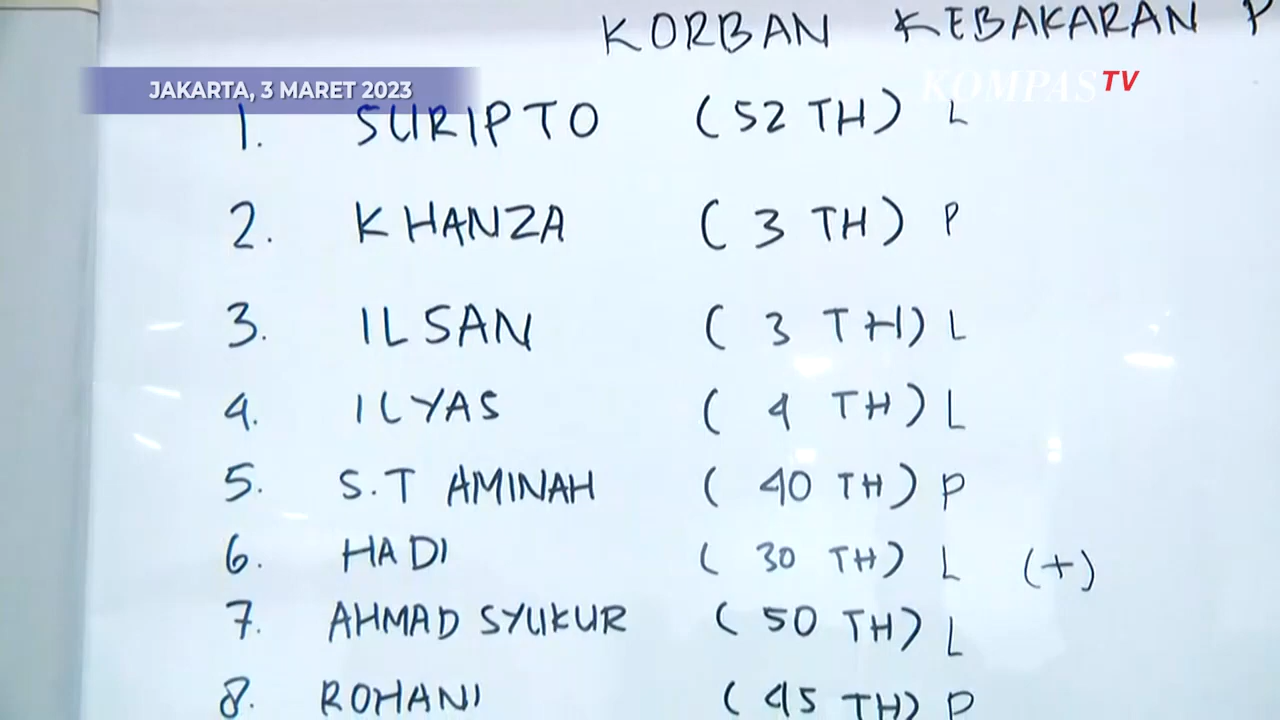 KORBAN KEBAKARAN P
JAKARTA, 3 MARET 2023
KOMPAS TV
1. SURIPTO (52 TH) L
2. KHANZA (3 TH) P
3. ILSAN (3 TH) L
4. ILYAS (4 TH) L
5. S.T AMINAH (40 TH) P
6. HADI (30 TH) L (+)
7. AHMAD SYUKUR (50 TH) L
8. ROHANI (45 TH) P